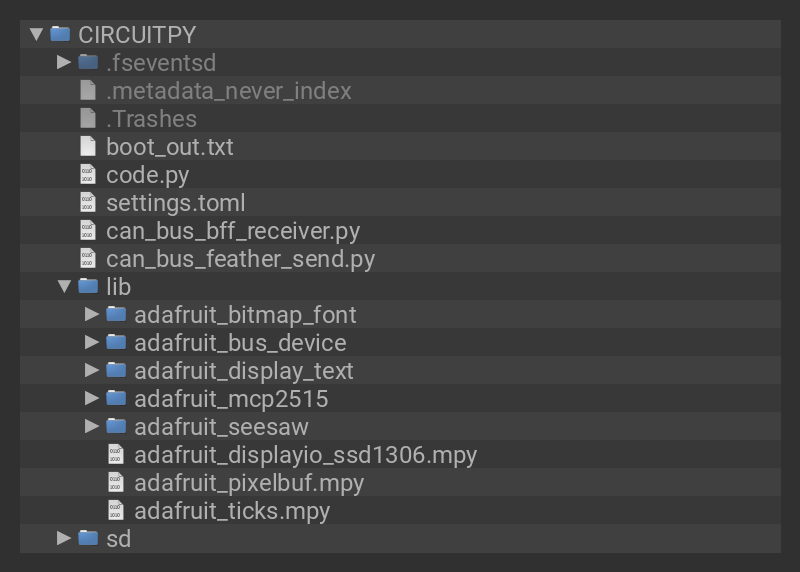 CIRCUITPY
.fseventsd
.metadata_never_index
.Trashes
boot_out.txt
code.py
settings.toml
can_bus_bff_receiver.py
can_bus_feather_send.py
lib
adafruit_bitmap_font
adafruit_bus_device
adafruit_display_text
adafruit_mcp2515
adafruit_seesaw
adafruit_displayio_ssd1306.mpy
adafruit_pixelbuf.mpy
adafruit_ticks.mpy
sd